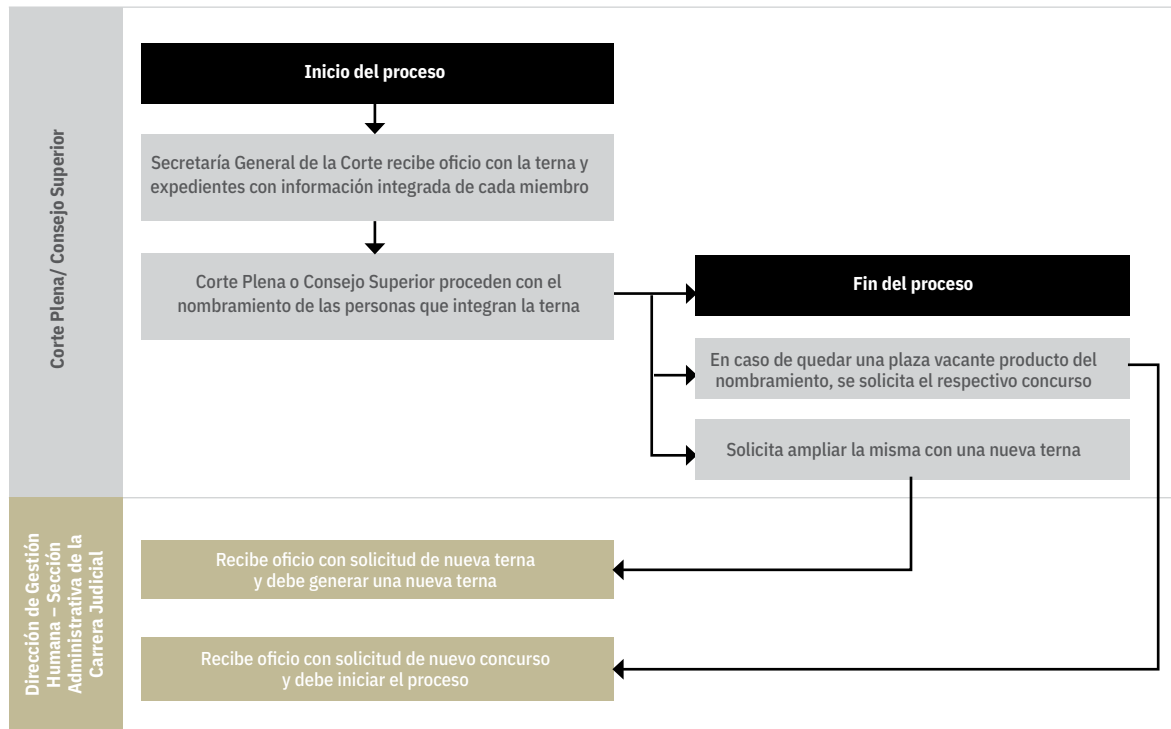 Corte Plena/ Consejo Superior
Inicio del proceso
Secretaría General de la Corte recibe oficio con la terna y
expedientes con información integrada de cada miembro
Corte Plena o Consejo Superior proceden con el
nombramiento de las personas que integran la terna
Fin del proceso
En caso de quedar una plaza vacante producto del
nombramiento, se solicita el respectivo concurso
Solicita ampliar la misma con una nueva terna
Dirección de Gestión
Humana – Sección
Administrativa de la
Carrera Judicial
Recibe oficio con solicitud de nueva terna
y debe generar una nueva terna
Recibe oficio con solicitud de nuevo concurso
y debe iniciar el proceso